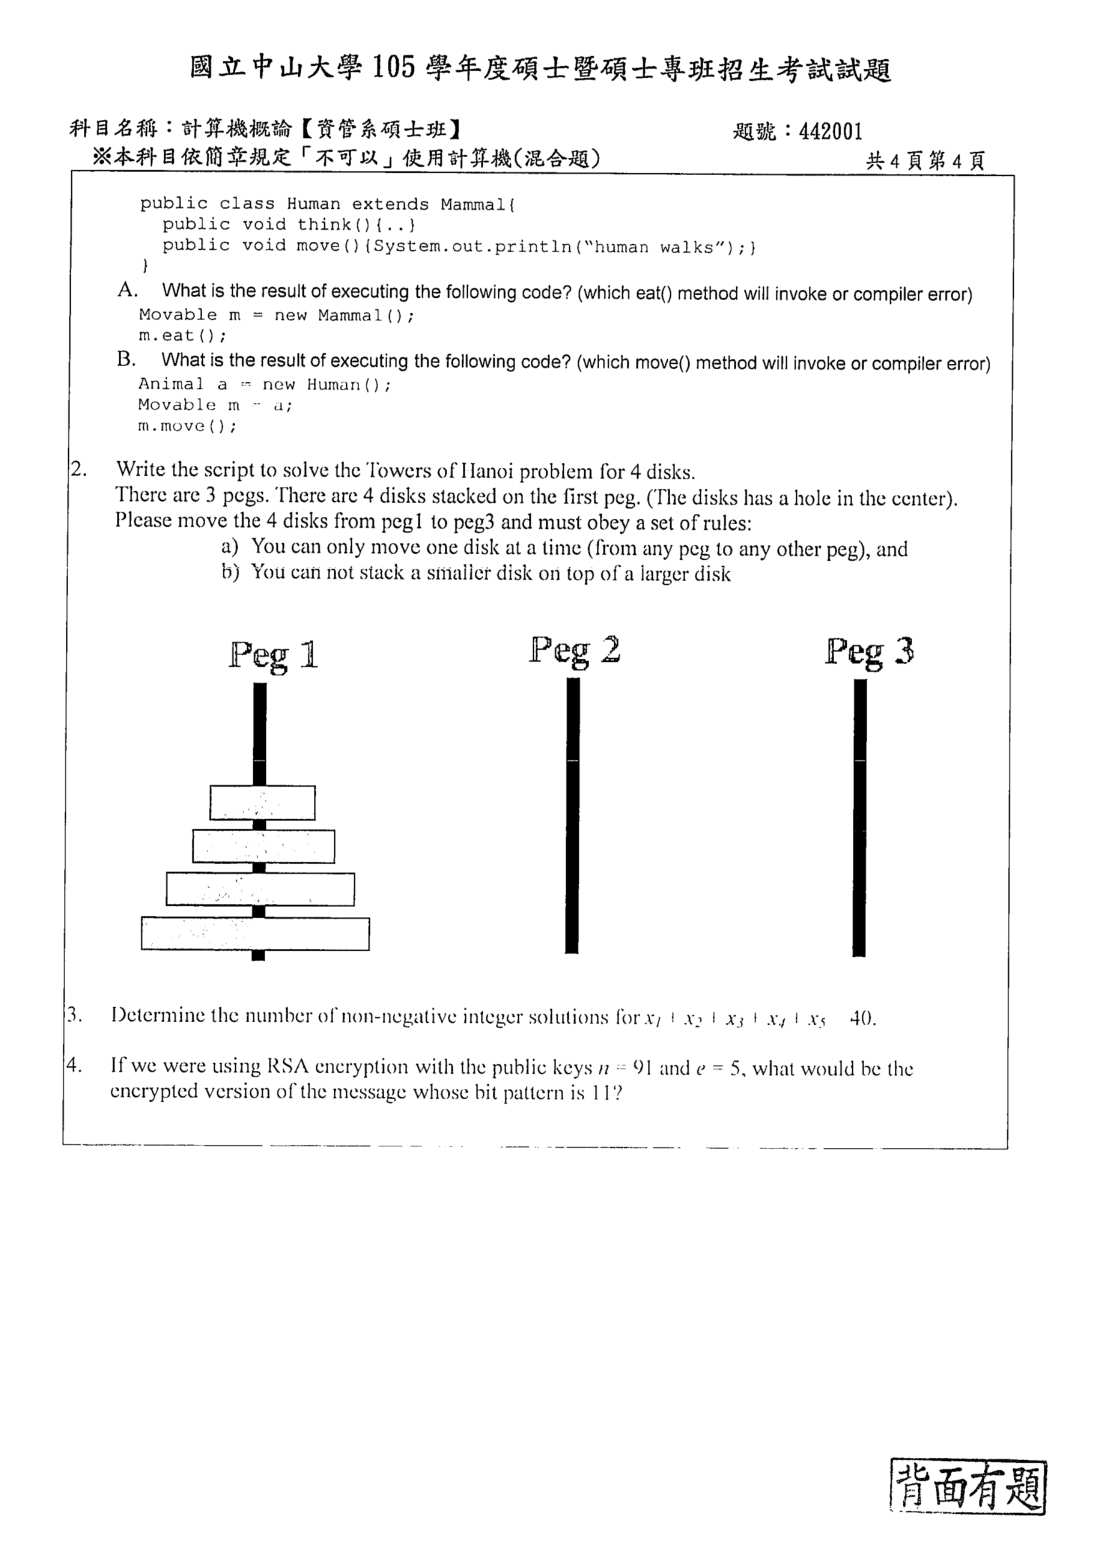 國立中山大學 105 學年度碩士暨碩士專班招生考試試題
科目名稱：計算機概論【資管系碩士班】
題號：442001
※本科目依簡章規定「不可以」使用計算機(混合題)
共 4 頁第 4 頁
public class Human extends Mammal{
public void think(){..}
public void move(){System.out.println("human walks");}
}
A. What is the result of executing the following code? (which eat() method will invoke or compiler error)
Movable m = new Mammal();
m.eat();
B. What is the result of executing the following code? (which move() method will invoke or compiler error)
Animal a = new Human();
Movable m = a;
m.move();
2. Write the script to solve the Towers of Hanoi problem for 4 disks.
There are 3 pegs. There are 4 disks stacked on the first peg. (The disks has a hole in the center).
Please move the 4 disks from peg1 to peg3 and must obey a set of rules:
a) You can only move one disk at a time (from any peg to any other peg), and
b) You can not stack a smaller disk on top of a larger disk
Peg 1
Peg 2
Peg 3
3. Determine the number of non-negative integer solutions for x1 + x2 + x3 + x4 + x5 40.
4. If we were using RSA encryption with the public keys n = 91 and e = 5, what would be the
encrypted version of the message whose bit pattern is 11?
背面有題